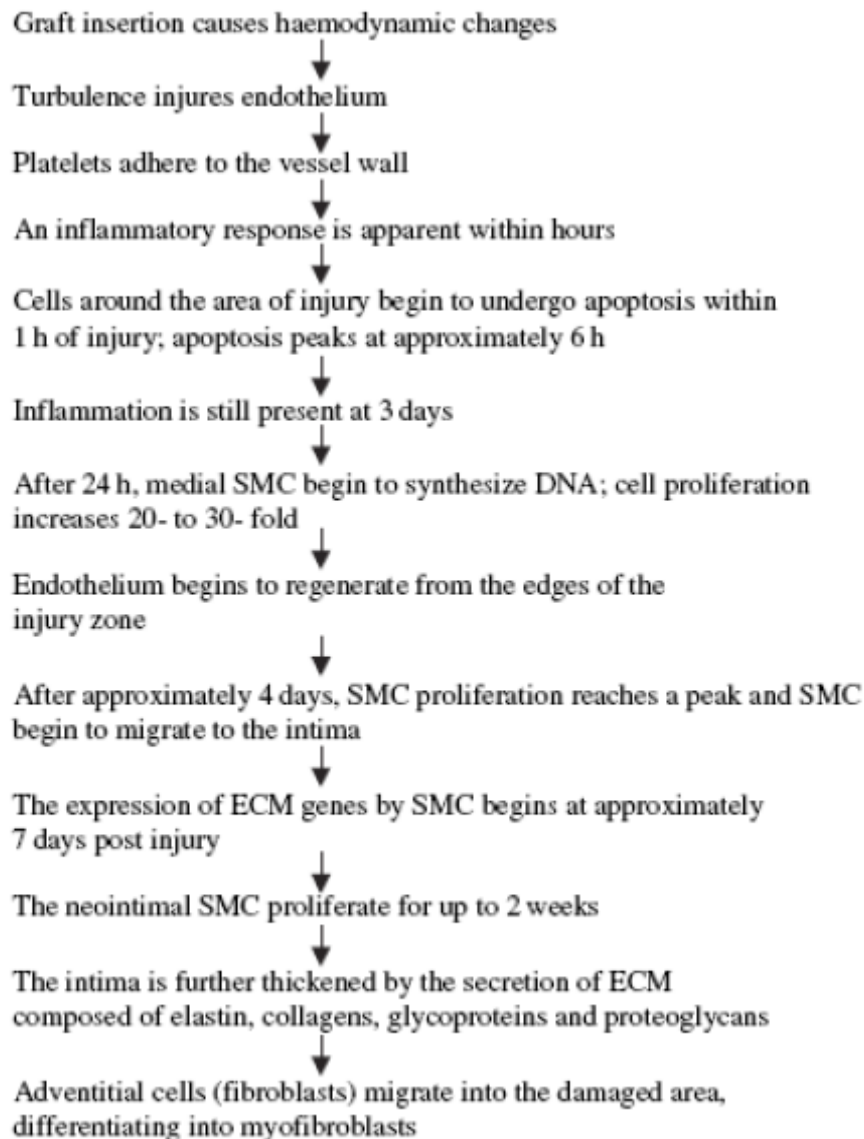 Graft insertion causes haemodynamic changes
Turbulence injures endothelium
Platelets adhere to the vessel wall
An inflammatory response is apparent within hours
Cells around the area of injury begin to undergo apoptosis within
1 h of injury; apoptosis peaks at approximately 6 h
Inflammation is still present at 3 days
After 24 h, medial SMC begin to synthesize DNA; cell proliferation
increases 20- to 30- fold
Endothelium begins to regenerate from the edges of the
injury zone
After approximately 4 days, SMC proliferation reaches a peak and SMC
begin to migrate to the intima
The expression of ECM genes by SMC begins at approximately
7 days post injury
The neointimal SMC proliferate for up to 2 weeks
The intima is further thickened by the secretion of ECM
composed of elastin, collagens, glycoproteins and proteoglycans
Adventitial cells (fibroblasts) migrate into the damaged area,
differentiating into myofibroblasts